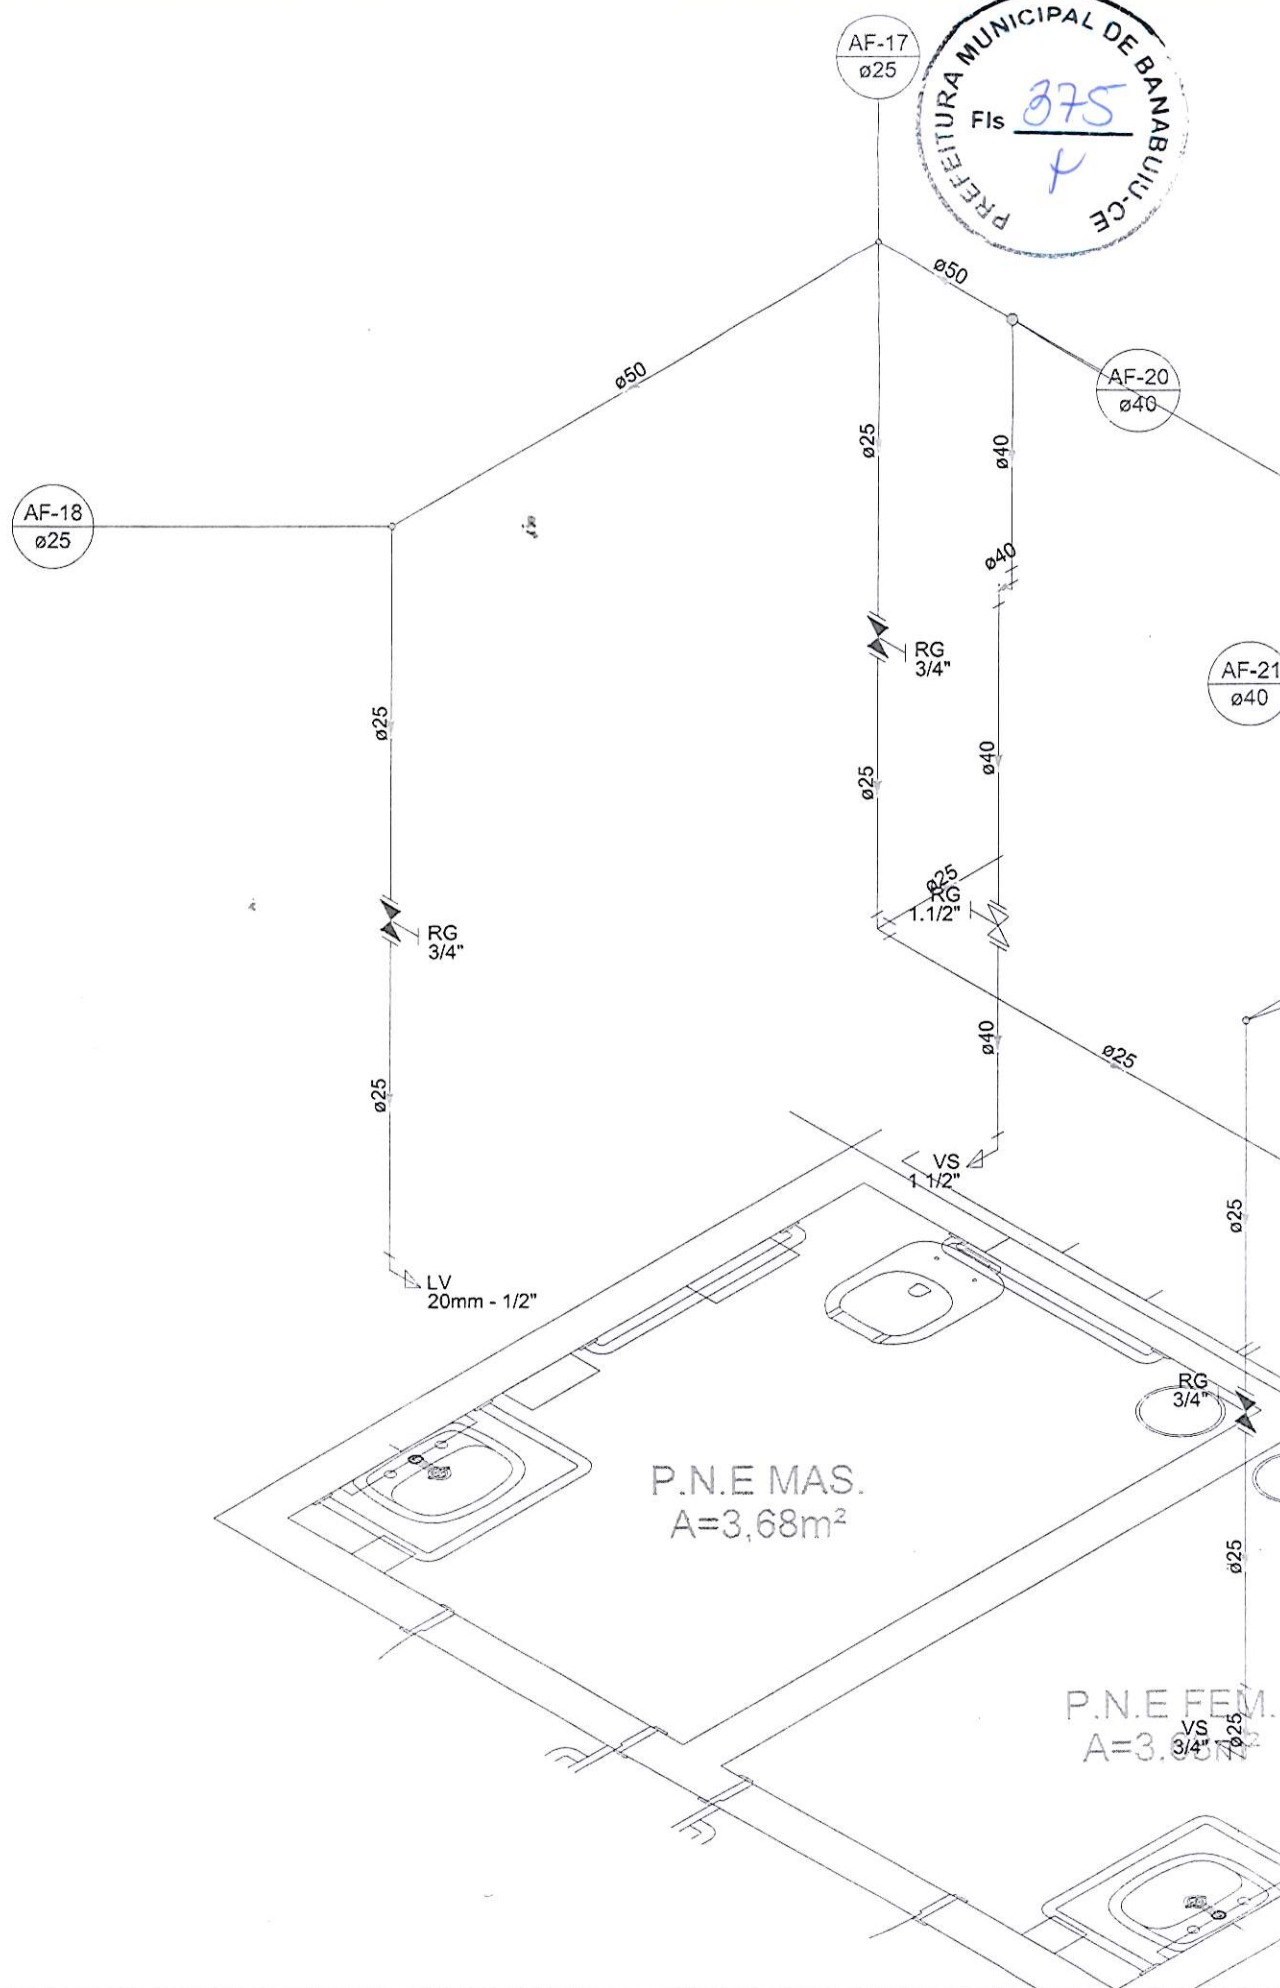 AF-17
ø25
PREFEITURA MUNICIPAL DE BANABUIU-CE
Fls 375
ø50
AF-20
ø40
ø50
ø25
ø40
AF-18
ø25
ø40
RG
3/4"
AF-21
ø40
ø25
ø40
ø25
ø25
RG
1.1/2"
RG
3/4"
ø40
ø25
ø25
VS
1 1/2"
ø25
LV
20mm - 1/2"
RG
3/4"
P.N.E MAS.
A=3,68m²
ø25
P.N.E FEM.
VS
3/4"
ø25